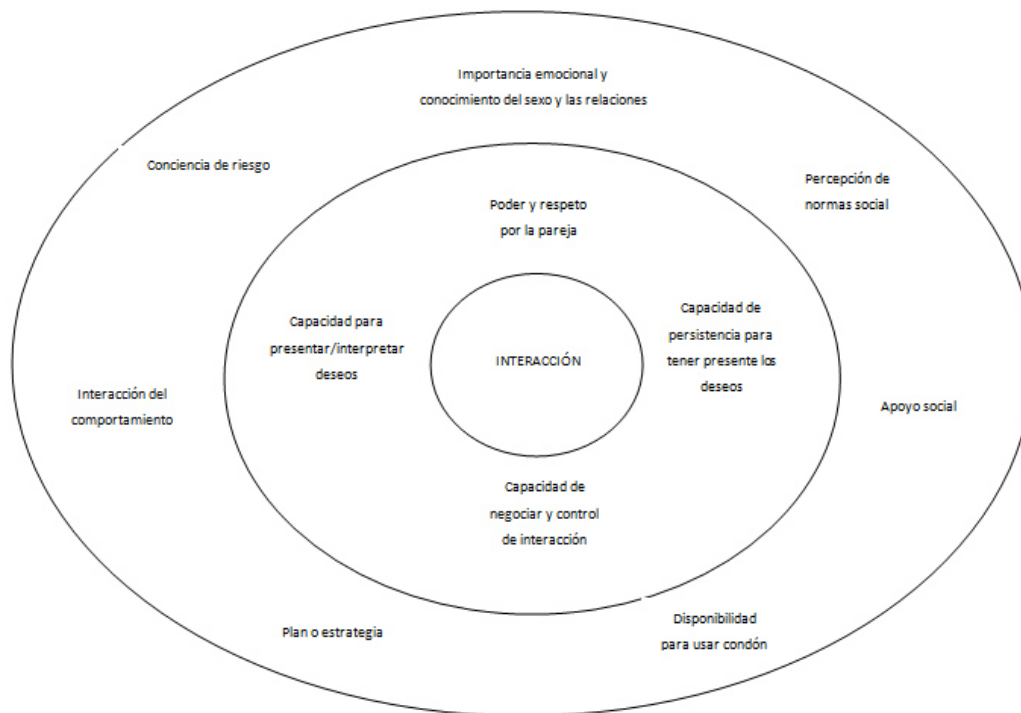 Importancia emocional y
conocimiento del sexo y las relaciones
Conciencia de riesgo
Percepción de
normas social
Poder y respeto
por la pareja
Capacidad para
presentar/interpretar
deseos
INTERACCIÓN
Capacidad de
persistencia para
tener presente los
deseos
Interacción del
comportamiento
Apoyo social
Capacidad de
negociar y control
de interacción
Plan o estrategia
Disponibilidad
para usar condón